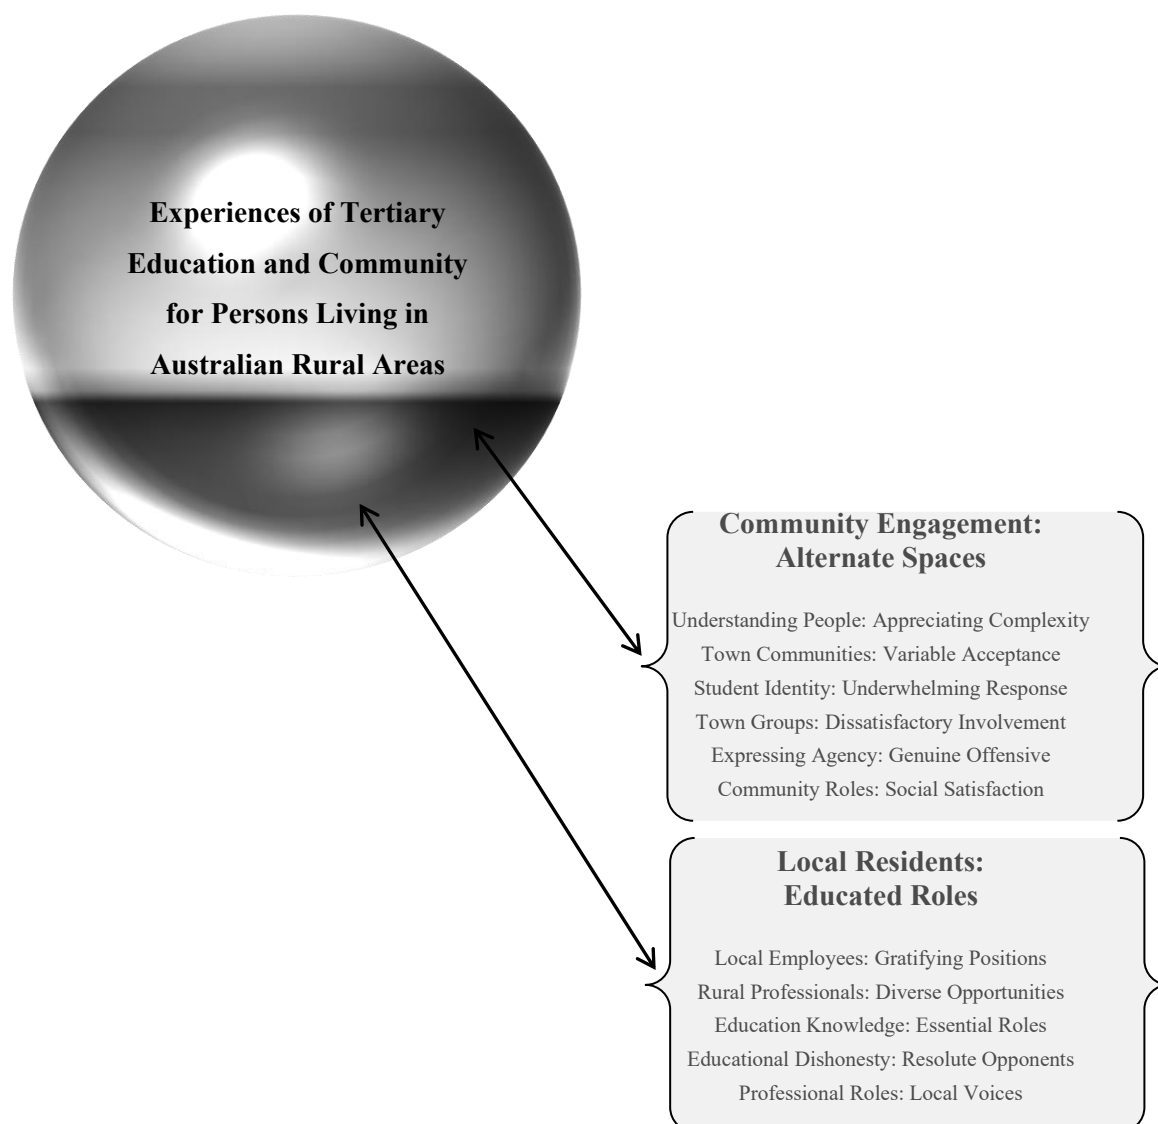 Experiences of Tertiary
Education and Community
for Persons Living in
Australian Rural Areas
Community Engagement:
Alternate Spaces
Understanding People: Appreciating Complexity
Town Communities: Variable Acceptance
Student Identity: Underwhelming Response
Town Groups: Dissatisfactory Involvement
Expressing Agency: Genuine Offensive
Community Roles: Social Satisfaction
Local Residents:
Educated Roles
Local Employees: Gratifying Positions
Rural Professionals: Diverse Opportunities
Education Knowledge: Essential Roles
Educational Dishonesty: Resolute Opponents
Professional Roles: Local Voices